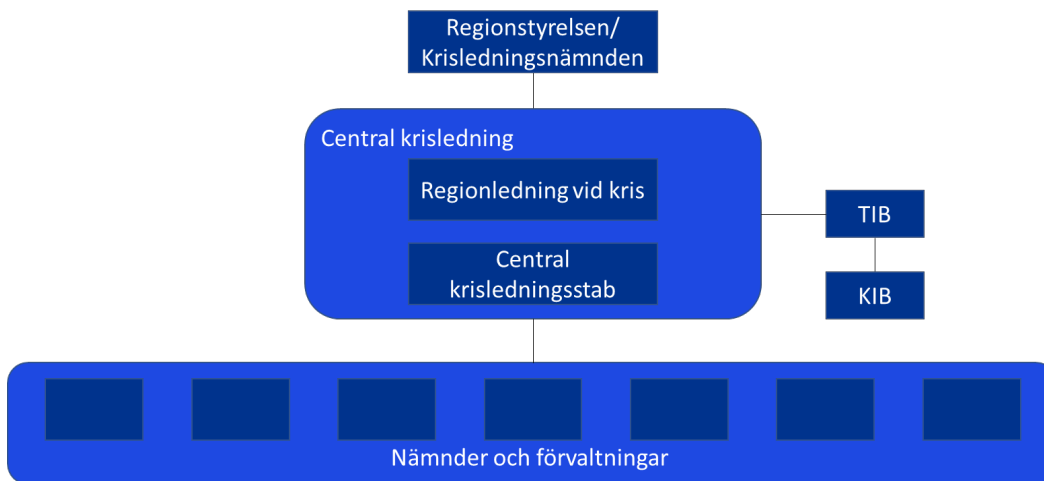 Regionstyrelsen/
Krisledningsnämnden
Central krisledning
Regionledning vid kris
TIB
Central
krisledningsstab
KIB
Nämnder och förvaltningar